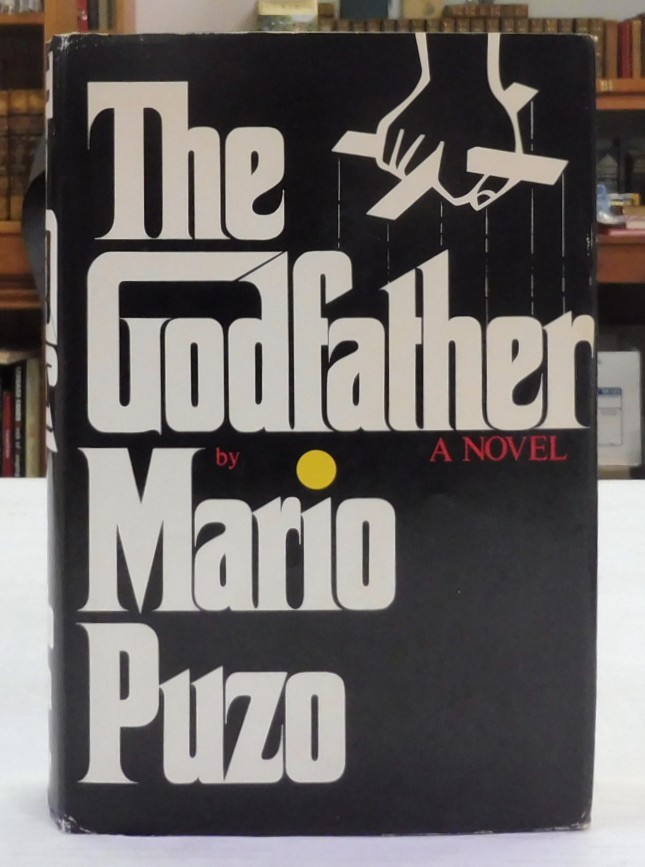 The
Godfather
by
A NOVEL
Mario
Puzo